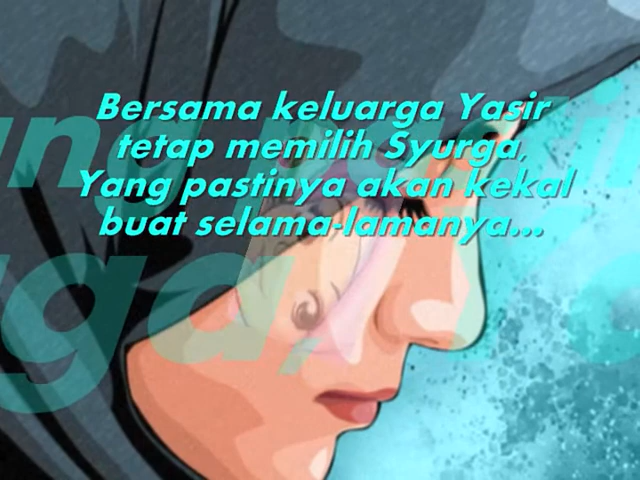 Bersama keluarga Yasir
tetap memilih Syurga,
Yang pastinya akan kekal
buat selama-lamanya...